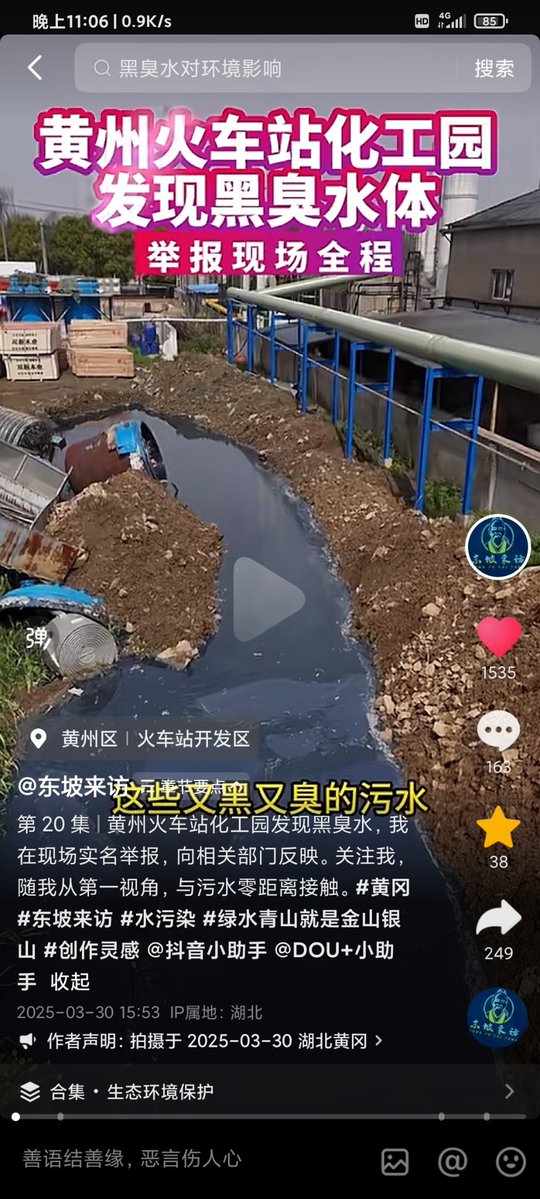 晚上11:06 | 0.9K/s
HD 4G 85
黑臭水对环境影响
搜索
黄州火车站化工园
发现黑臭水体
举报现场全程
弹
1535
163
38
249
黄州区 | 火车站开发区
@东坡来访
章节要点
这些又黑又臭的污水
第 20 集 | 黄州火车站化工园发现黑臭水，我
在现场实名举报，向相关部门反映。关注我，
随我从第一视角，与污水零距离接触。#黄冈
#东坡来访 #水污染 #绿水青山就是金山银
山 #创作灵感 @抖音小助手 @DOU+小助
手 收起
2025-03-30 15:53 IP属地: 湖北
作者声明: 拍摄于 2025-03-30 湖北黄冈
合集 · 生态环境保护
善语结善缘，恶言伤人心